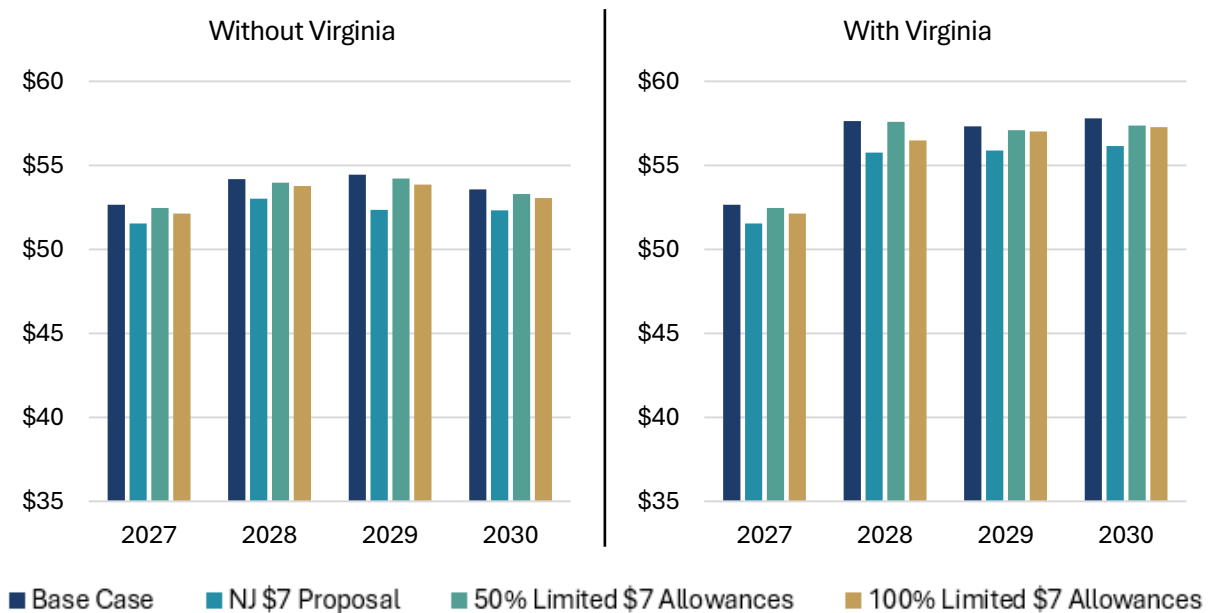 Without Virginia
$60
$55
$50
$45
$40
$35
2027 2028 2029 2030
With Virginia
$60
$55
$50
$45
$40
$35
2027 2028 2029 2030
Base Case NJ $7 Proposal 50% Limited $7 Allowances 100% Limited $7 Allowances